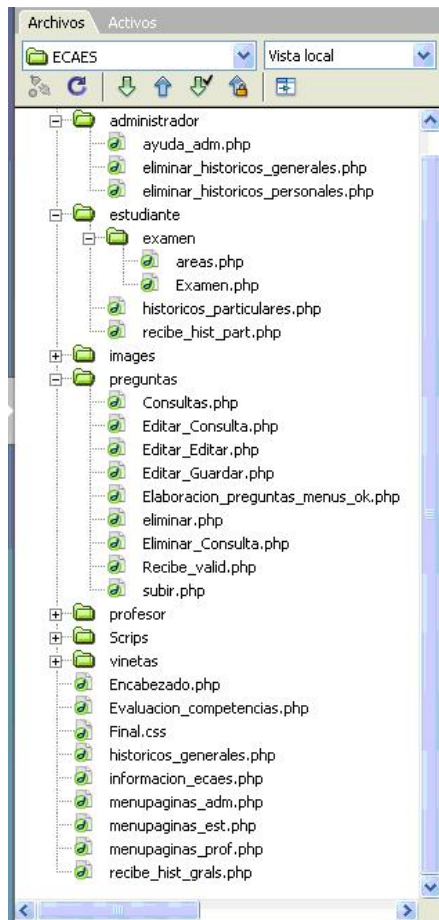 Archivos Activos
ECAES Vista local
administrador
ayuda_adm.php
eliminar_historicos_generales.php
eliminar_historicos_personales.php
estudiante
examen
areas.php
Examen.php
historicos_particulares.php
recibe_hist_part.php
images
preguntas
Consultas.php
Editar_Consulta.php
Editar_Editar.php
Editar_Guardar.php
Elaboracion_preguntas_menus_ok.php
eliminar.php
Eliminar_Consulta.php
Recibe_valid.php
subir.php
profesor
Scrips
vinetas
Encabezado.php
Evaluacion_competencias.php
Final.css
historicos_generales.php
informacion_ecaes.php
menupaginas_adm.php
menupaginas_est.php
menupaginas_prof.php
recibe_hist_grals.php